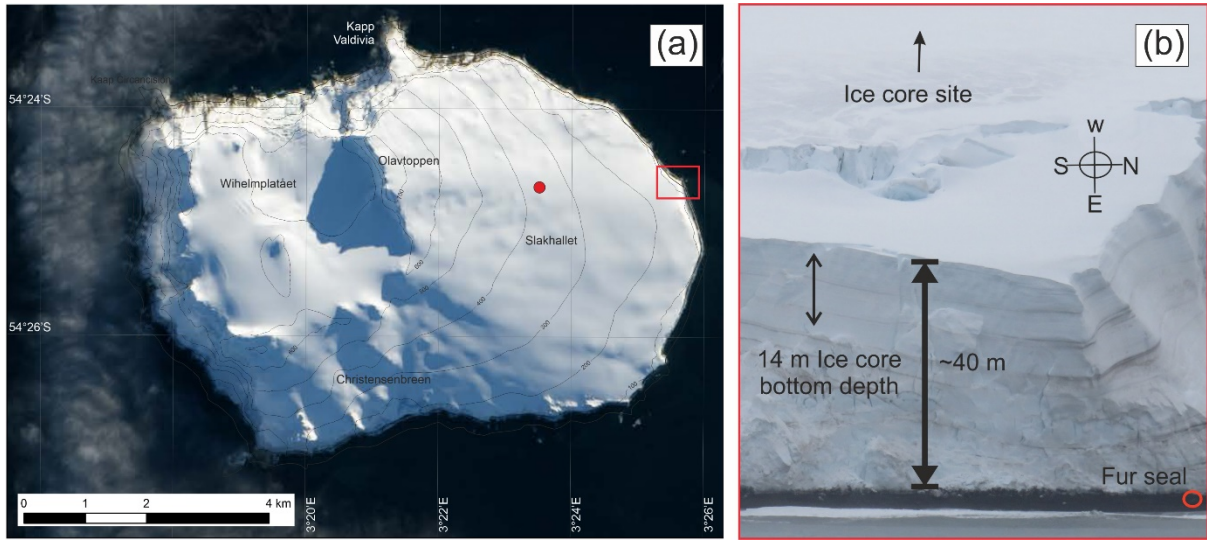 (a)
Kapp
Valdivia
54°24'S
Olavtoppen
Wihelmplatået
Slakhallet
400
300
54°26'S
Christensenbreen
200
100
0 1 2 4 km
3°20'E
3°22'E
3°24'E
3°26'E
(b)
Ice core site
W
S N
E
14 m Ice core
bottom depth
~40 m
Fur seal